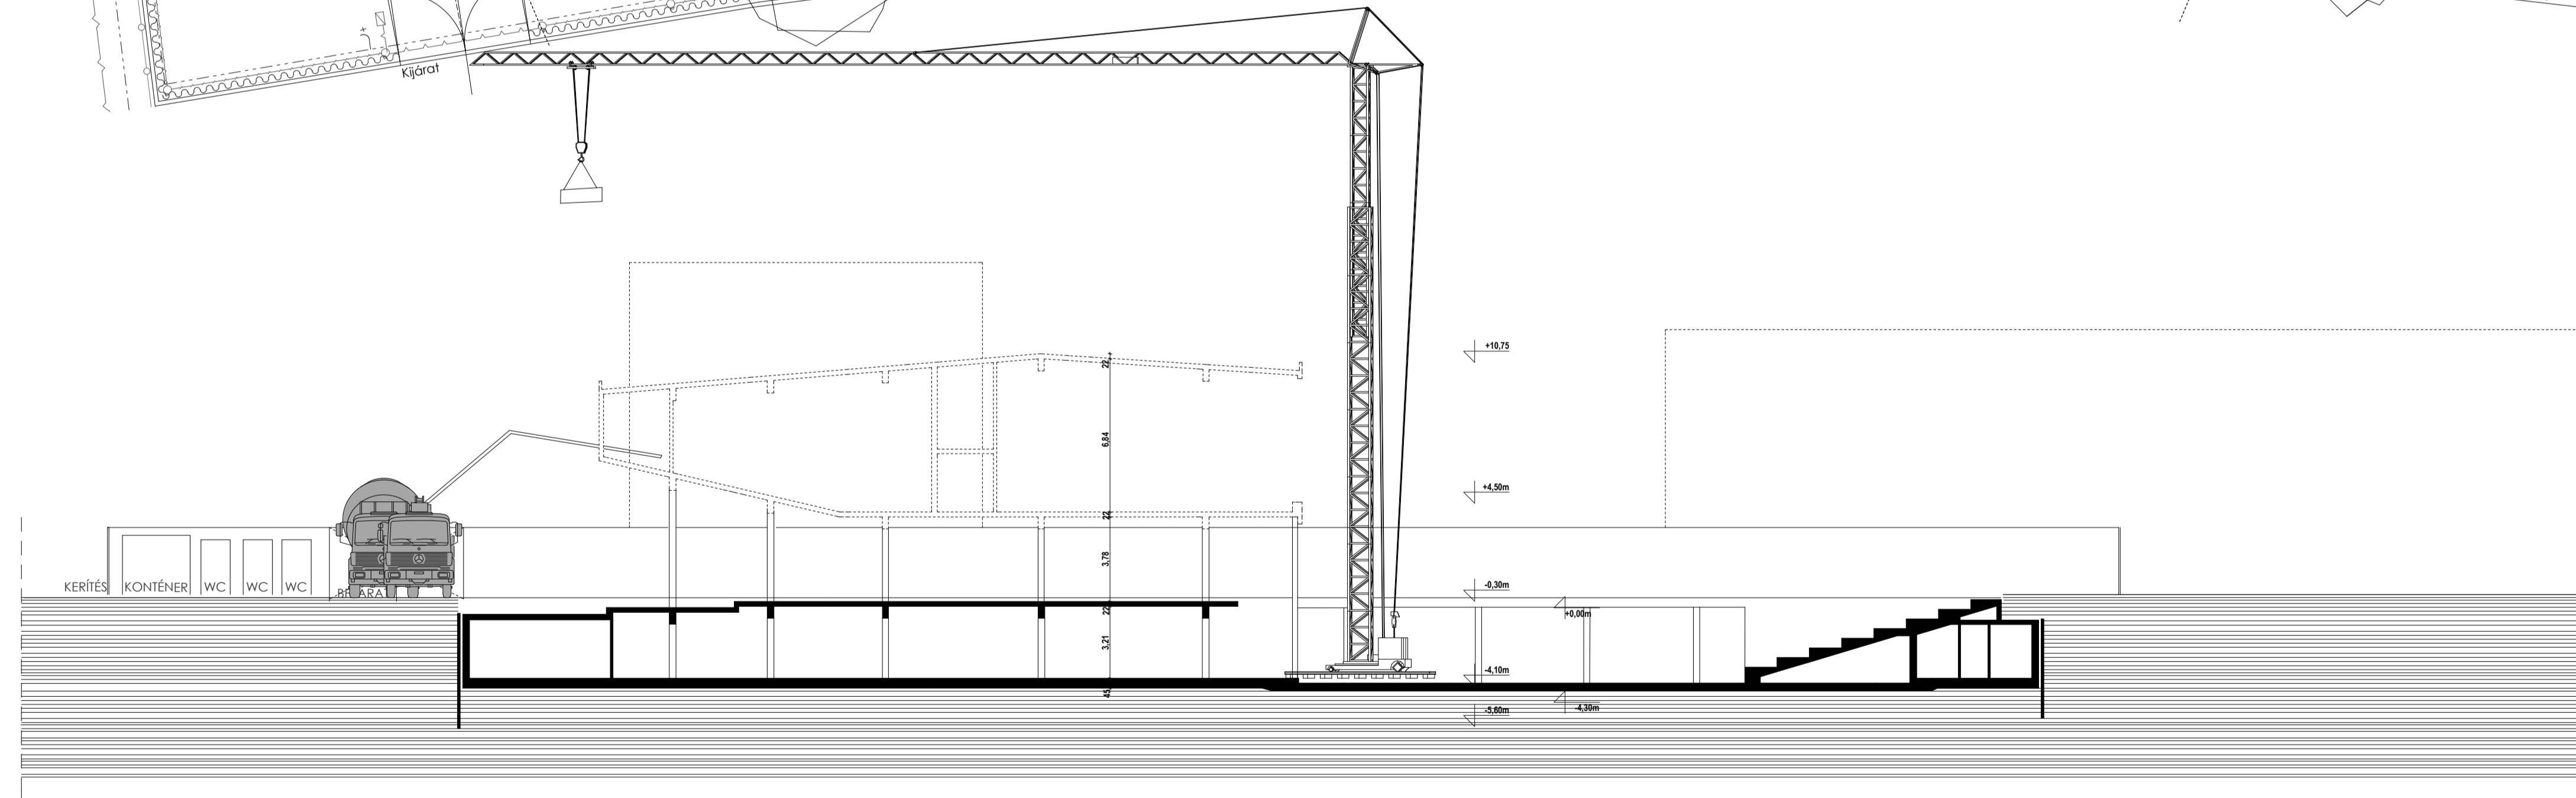 Kijárat
+10,75
22
6,84
+4,50m
22
3,78
-0,30m
KERÍTÉS KONTÉNER WC WC WC
+0,00m
22
3,21
-4,10m
45
-4,30m
-5,60m